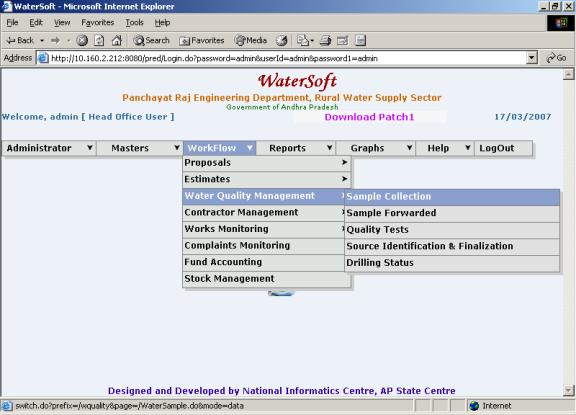 WaterSoft - Microsoft Internet Explorer
File Edit View Favorites Tools Help
Back Search Favorites Media
Address http://10.160.2.212:8080/pred/Login.do?password=admin&userId=admin&password1=admin Go
WaterSoft
Panchayat Raj Engineering Department, Rural Water Supply Sector
Government of Andhra Pradesh
Welcome, admin [ Head Office User ] Download Patch1 17/03/2007
Administrator Masters WorkFlow Reports Graphs Help LogOut
Proposals
Estimates
Water Quality Management Sample Collection
Contractor Management Sample Forwarded
Works Monitoring Quality Tests
Complaints Monitoring Source Identification & Finalization
Fund Accounting Drilling Status
Stock Management
Designed and Developed by National Informatics Centre, AP State Centre
switch.do?prefix=/wquality&page=/WaterSample.do&mode=data Internet